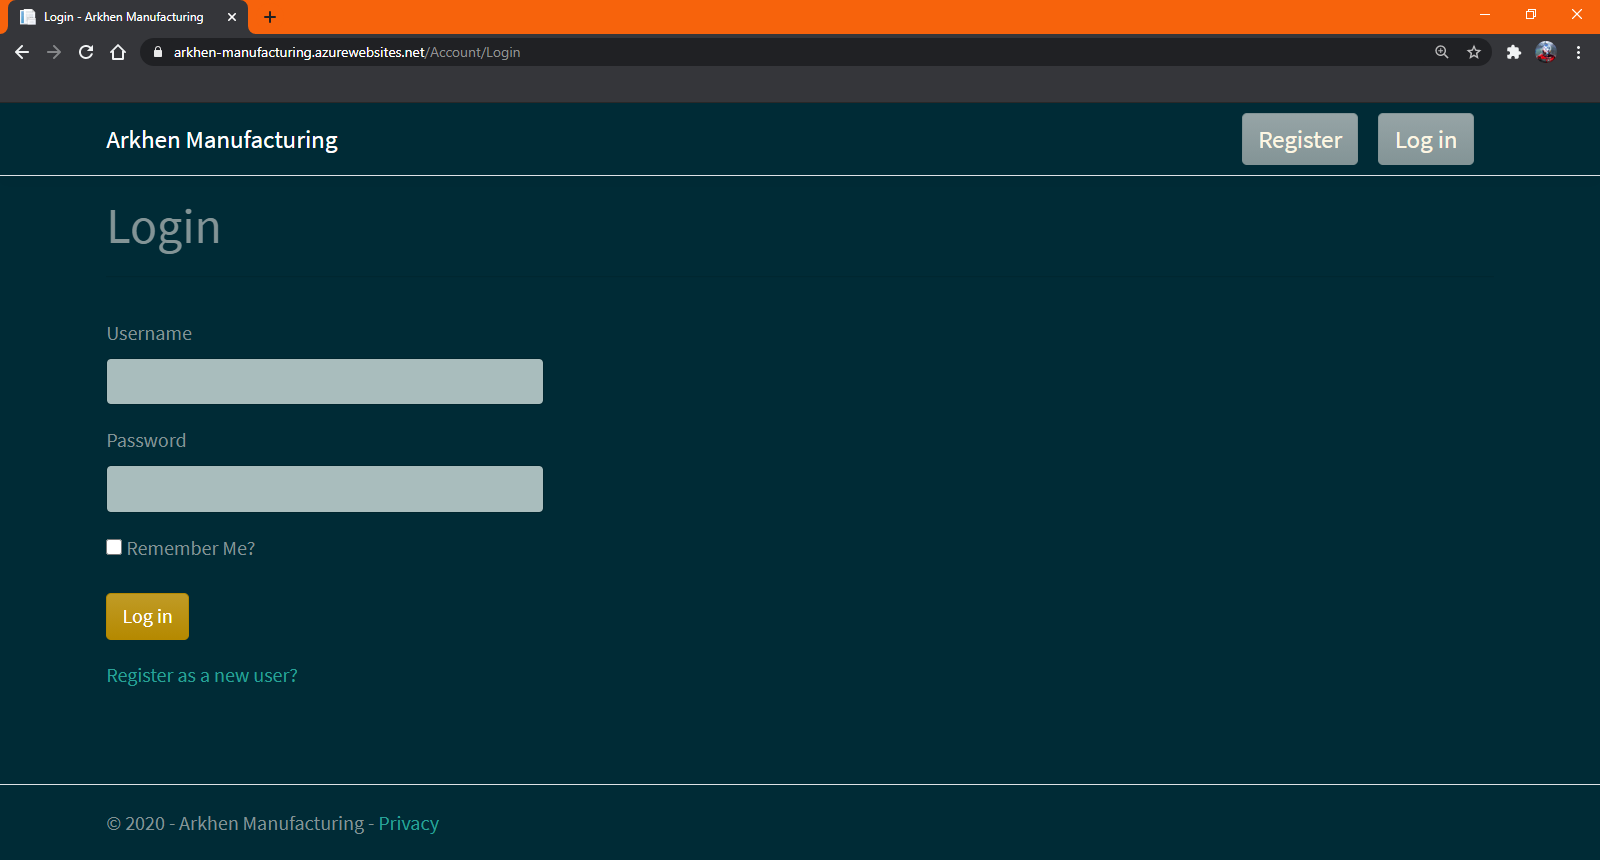 Login - Arkhen Manufacturing
arkhen-manufacturing.azurewebsites.net/Account/Login
Arkhen Manufacturing
Register
Log in
Login
Username
Password
Remember Me?
Log in
Register as a new user?
© 2020 - Arkhen Manufacturing - Privacy